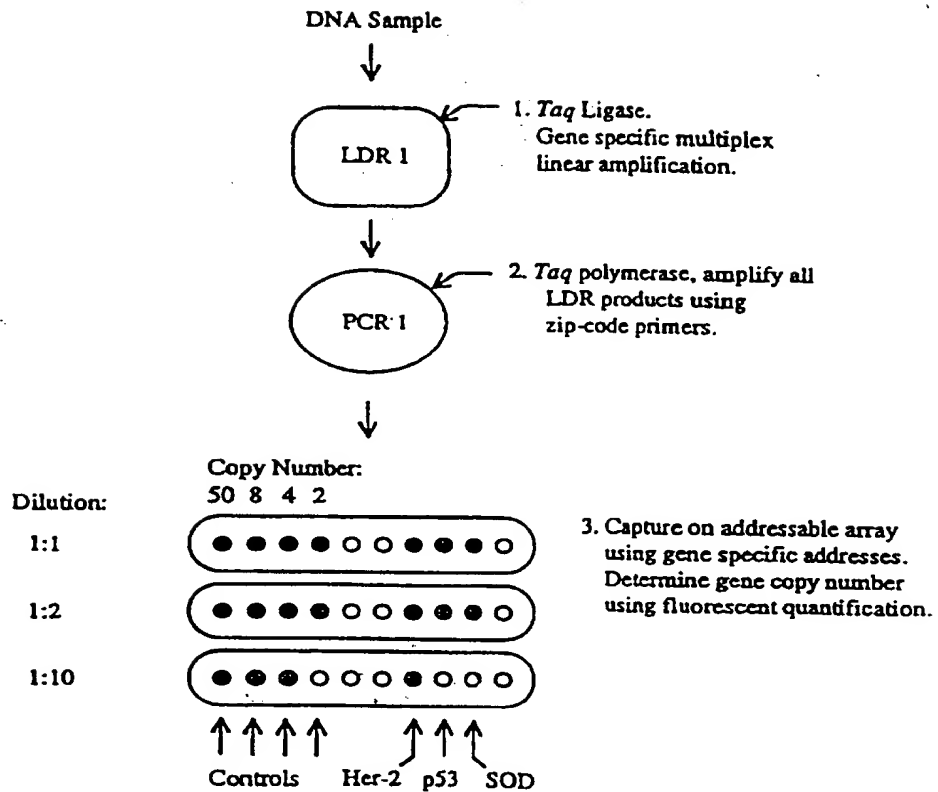 DNA Sample
1. Taq Ligase.
Gene specific multiplex
linear amplification.
LDR 1
2. Taq polymerase, amplify all
LDR products using
zip-code primers.
PCR 1
Copy Number:
50 8 4 2
Dilution:
1:1
3. Capture on addressable array
using gene specific addresses.
Determine gene copy number
using fluorescent quantification.
1:2
1:10
Controls Her-2 p53 SOD